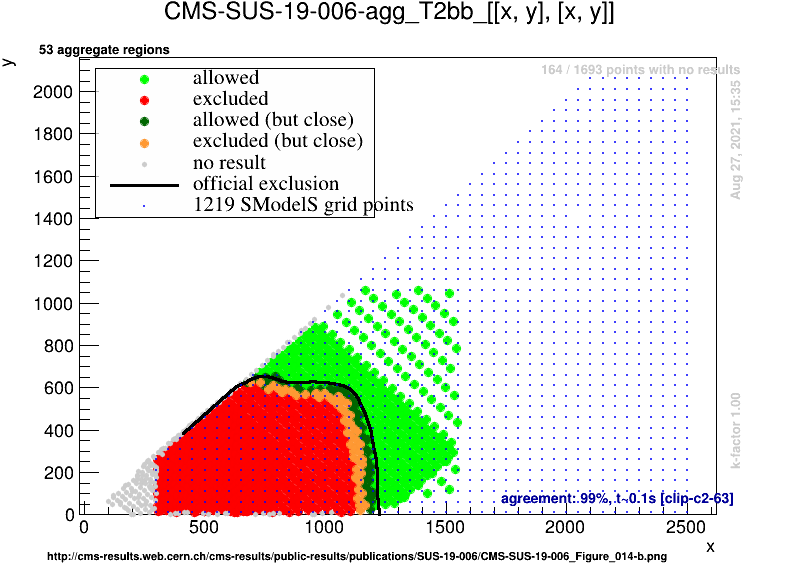 CMS-SUS-19-006-agg_T2bb_[[x, y], [x, y]]
53 aggregate regions
164 / 1693 points with no results
y
allowed
excluded
allowed (but close)
excluded (but close)
no result
official exclusion
1219 SModelS grid points
2000
1800
1600
1400
1200
1000
800
600
400
200
0
Aug 27, 2021, 15:35
k-factor 1.00
agreement: 99%, t~0.1s [clip-c2-63]
0 500 1000 1500 2000 2500
x
http://cms-results.web.cern.ch/cms-results/public-results/publications/SUS-19-006/CMS-SUS-19-006_Figure_014-b.png